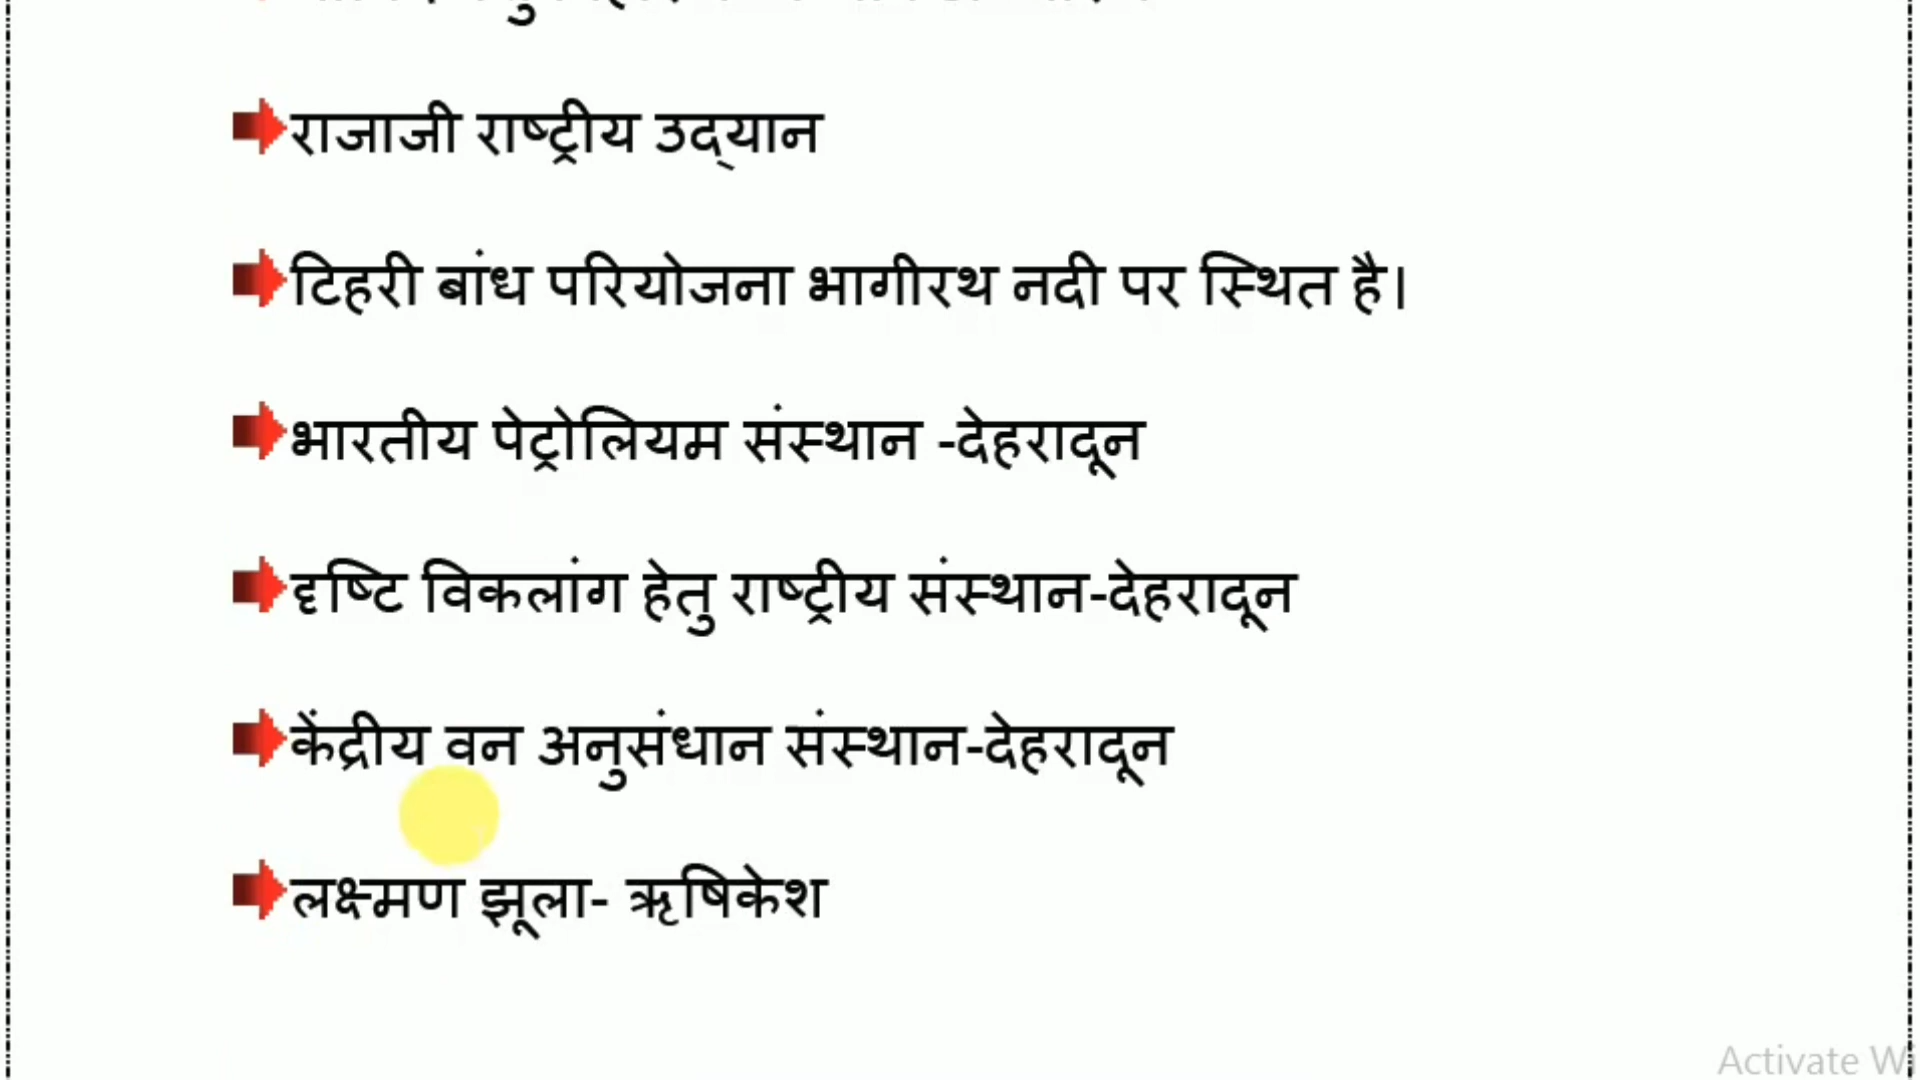 राजाजी राष्ट्रीय उद्यान
टिहरी बांध परियोजना भागीरथ नदी पर स्थित है।
भारतीय पेट्रोलियम संस्थान -देहरादून
दृष्टि विकलांग हेतु राष्ट्रीय संस्थान-देहरादून
केंद्रीय वन अनुसंधान संस्थान-देहरादून
लक्ष्मण झूला- ऋषिकेश
Activate W